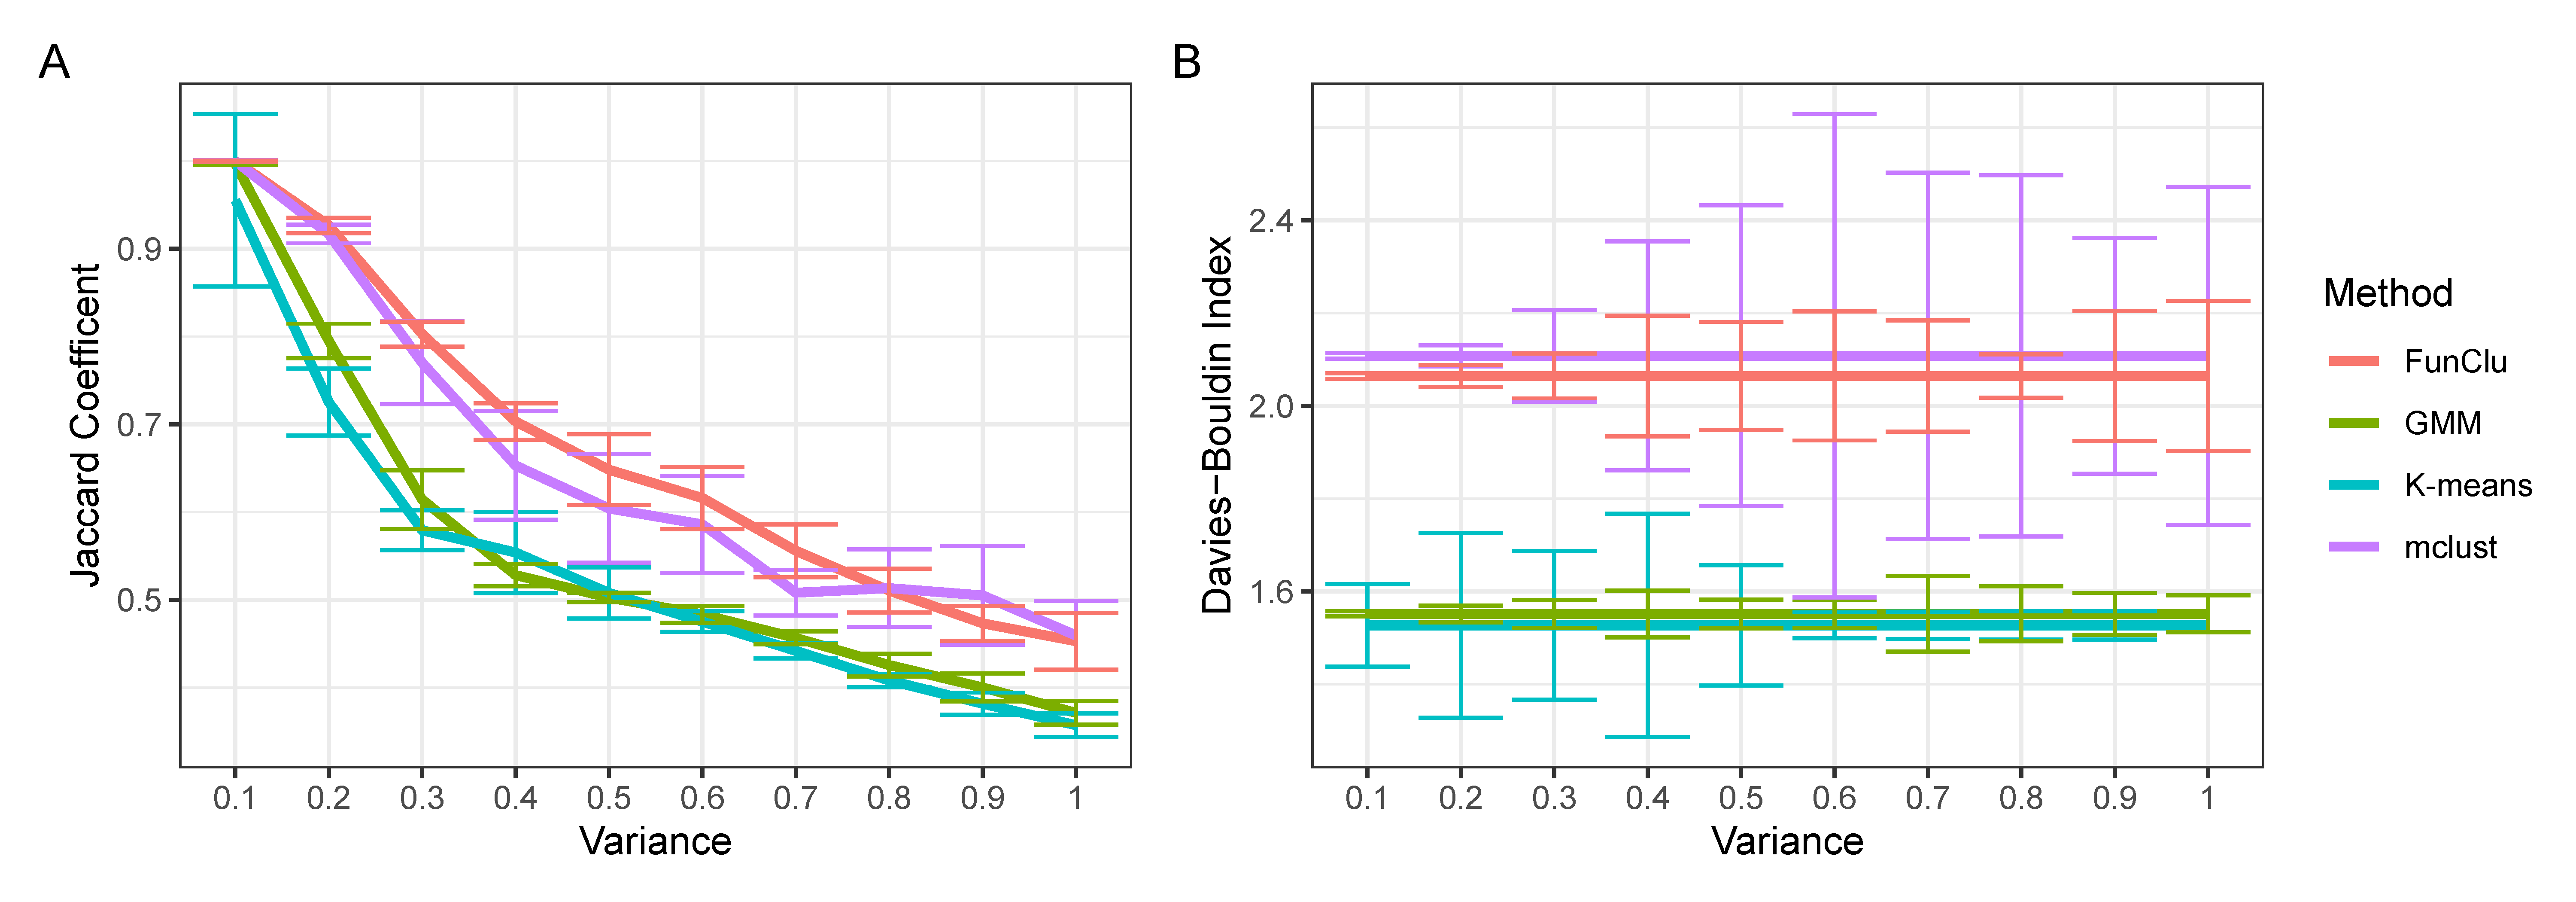 A
Jaccard Coefficent
0.9
0.7
0.5
0.1 0.2 0.3 0.4 0.5 0.6 0.7 0.8 0.9 1
Variance
B
Davies−Bouldin Index
2.4
2.0
1.6
0.1 0.2 0.3 0.4 0.5 0.6 0.7 0.8 0.9 1
Variance
Method
FunClu
GMM
K-means
mclust